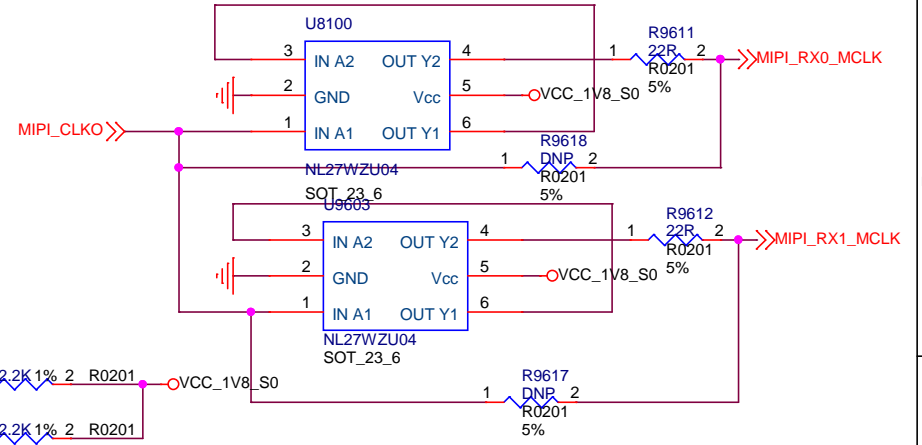 U8100
3 IN A2 OUT Y2 4
2 GND Vcc 5 VCC_1V8_S0
1 IN A1 OUT Y1 6
R9611
1 22R 2
R0201
5%
MIPI_RX0_MCLK
MIPI_CLKO
R9618
1 DNP 2
R0201
5%
NL27WZU04
SOT_23_6
U9603
3 IN A2 OUT Y2 4
2 GND Vcc 5 VCC_1V8_S0
1 IN A1 OUT Y1 6
R9612
1 22R 2
R0201
5%
MIPI_RX1_MCLK
NL27WZU04
SOT_23_6
R9617
1 DNP 2
R0201
5%
2.2K 1% 2 R0201 VCC_1V8_S0
2.2K 1% 2 R0201